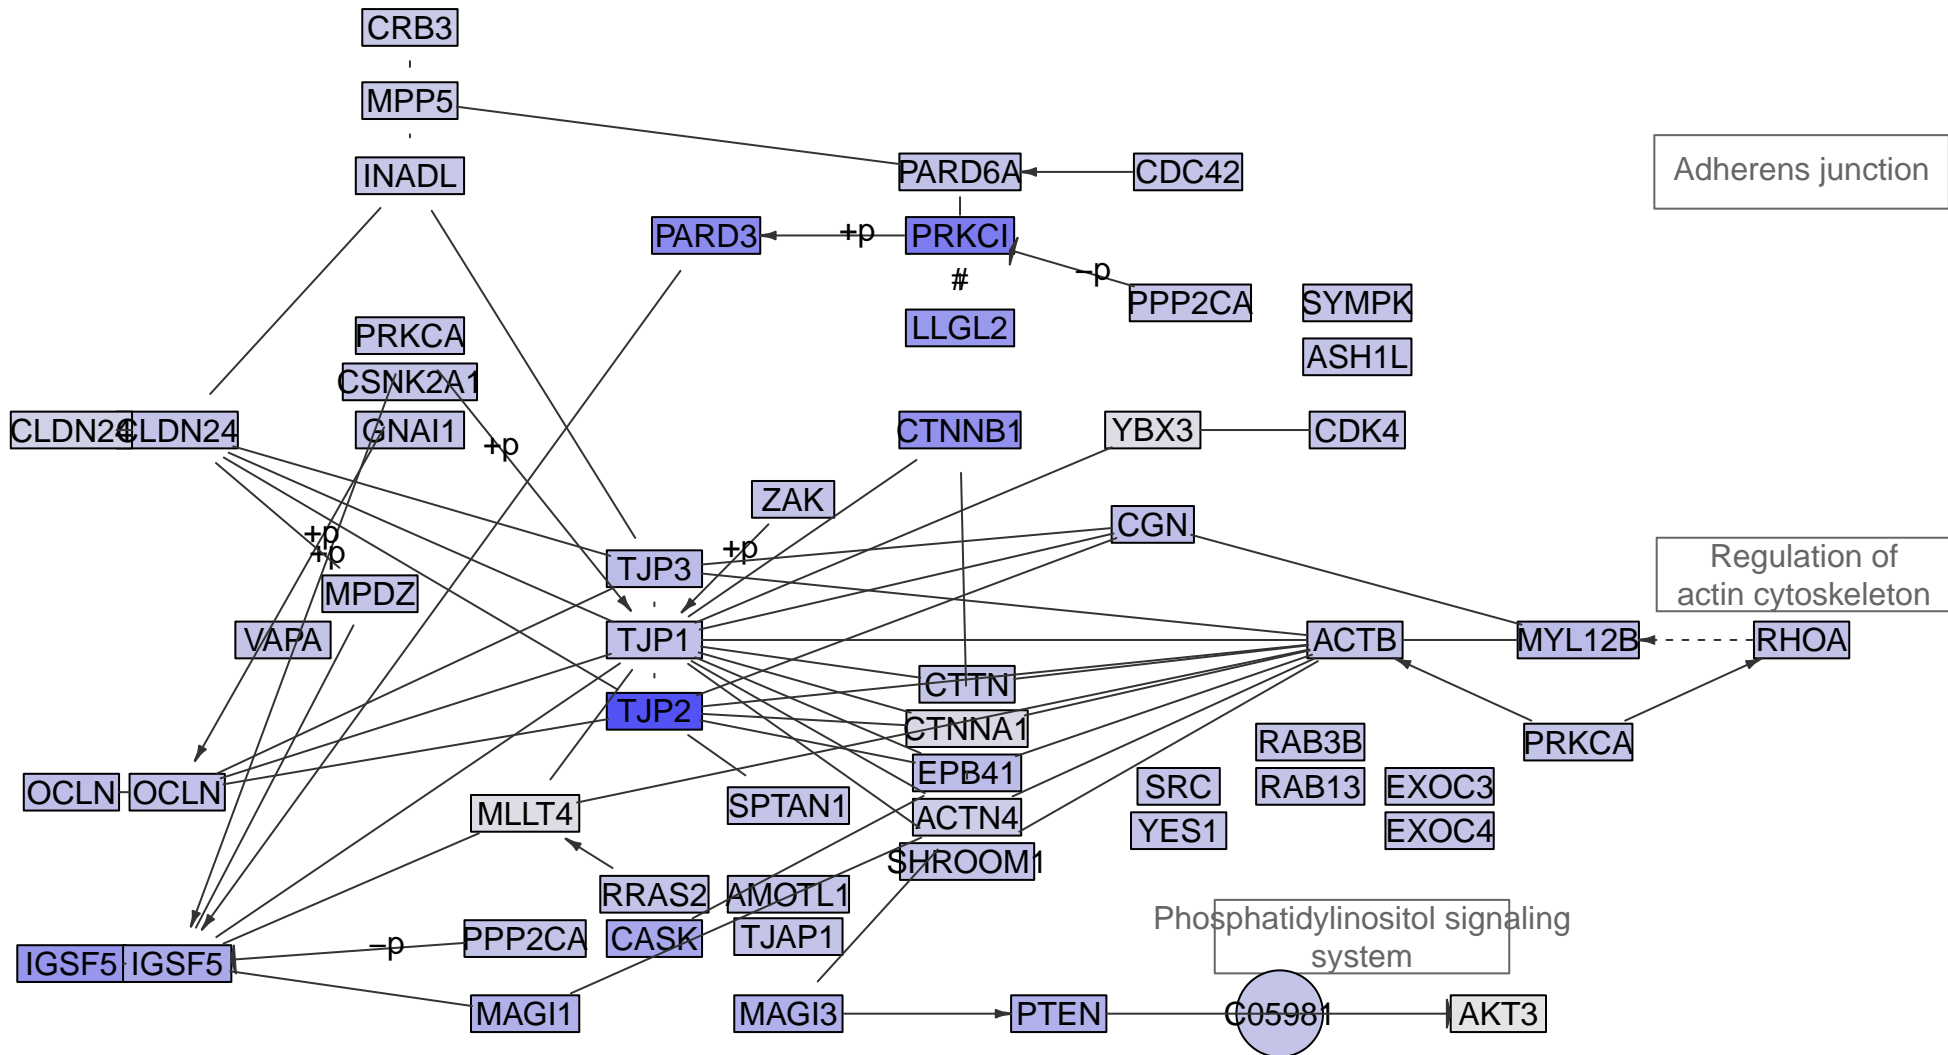 CRB3
MPP5
INADL
PARD6A
CDC42
Adherens junction
PARD3
+p
PRKCI
#
–p
PPP2CA
SYMPK
LLGL2
PRKCA
ASH1L
CSNK2A1
CLDN24
CLDN24
GNAI1
+p
CTNNB1
YBX3
CDK4
ZAK
CGN
+p
+p
+p
TJP3
Regulation of
actin cytoskeleton
MPDZ
VAPA
TJP1
ACTB
MYL12B
RHOA
CTTN
TJP2
CTNNA1
RAB3B
PRKCA
EPB41
OCLN
OCLN
SRC
RAB13
EXOC3
MLLT4
SPTAN1
ACTN4
YES1
EXOC4
SHROOM1
RRAS2
AMOTL1
Phosphatidylinositol signaling
system
PPP2CA
CASK
TJAP1
–p
IGSF5
IGSF5
MAGI1
MAGI3
PTEN
C05981
AKT3